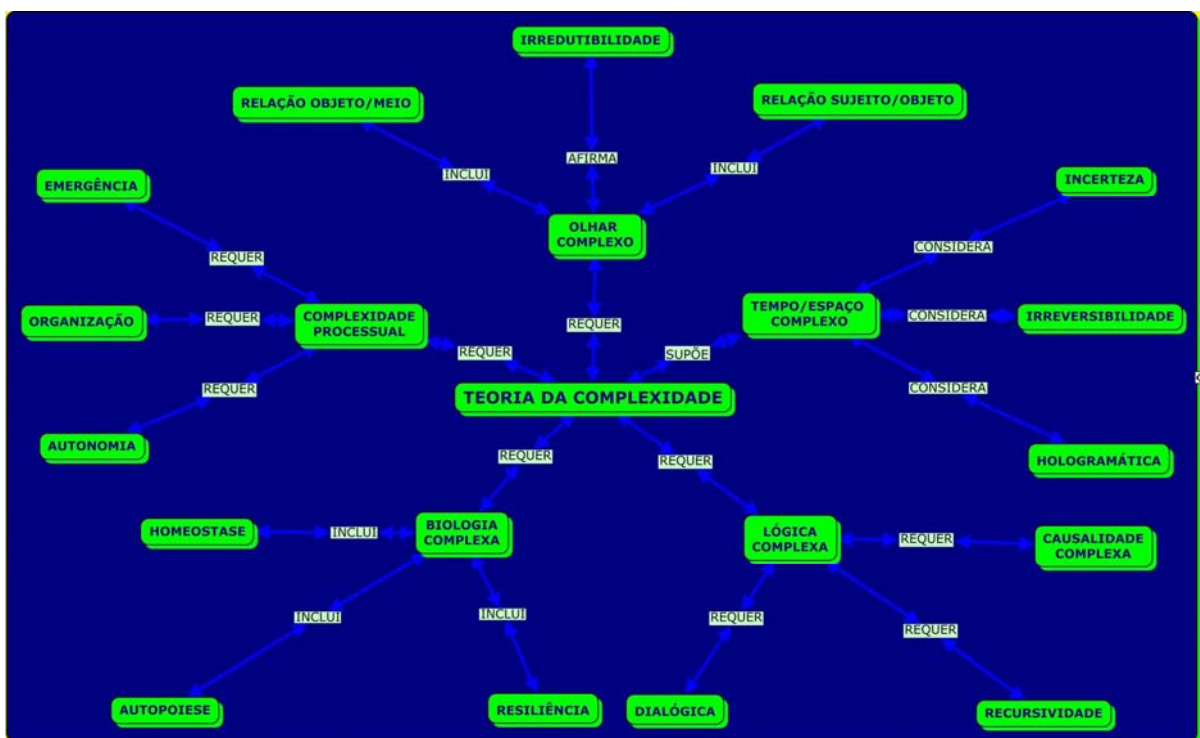 IRREDUTIBILIDADE
RELAÇÃO OBJETO/MEIO
RELAÇÃO SUJEITO/OBJETO
AFIRMA
INCLUI
INCLUI
EMERGÊNCIA
INCERTEZA
OLHAR
COMPLEXO
REQUER
CONSIDERA
ORGANIZAÇÃO
REQUER
COMPLEXIDADE
PROCESSUAL
REQUER
TEMPO/ESPAÇO
COMPLEXO
CONSIDERA
IRREVERSIBILIDADE
REQUER
SUPÕE
REQUER
CONSIDERA
TEORIA DA COMPLEXIDADE
AUTONOMIA
REQUER
REQUER
HOLOGRAMÁTICA
HOMEOSTASE
INCLUI
BIOLOGIA
COMPLEXA
LÓGICA
COMPLEXA
REQUER
CAUSALIDADE
COMPLEXA
INCLUI
INCLUI
REQUER
REQUER
AUTOPOIESE
RESILIÊNCIA
DIALÓGICA
RECURSIVIDADE